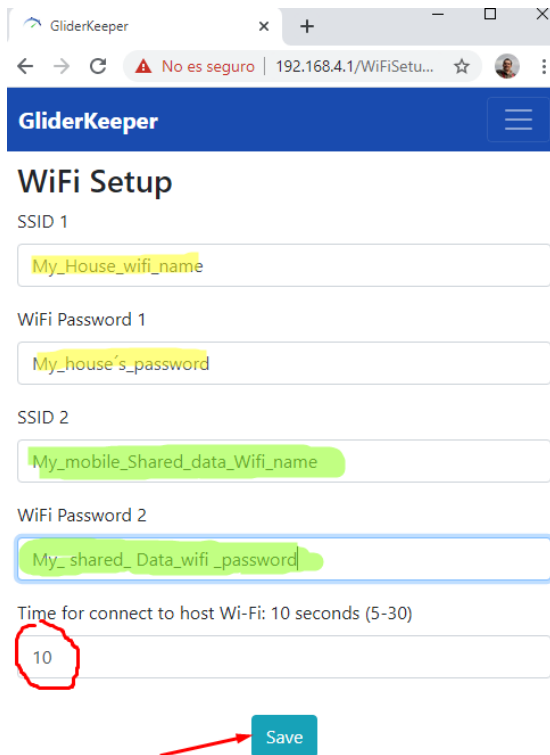 GliderKeeper
No es seguro | 192.168.4.1/WiFiSetu...
GliderKeeper
WiFi Setup
SSID 1
My_House_wifi_name
WiFi Password 1
My_house´s_password
SSID 2
My_mobile_Shared_data_Wifi_name
WiFi Password 2
My_ shared_ Data_wifi _password
Time for connect to host Wi-Fi: 10 seconds (5-30)
10
Save